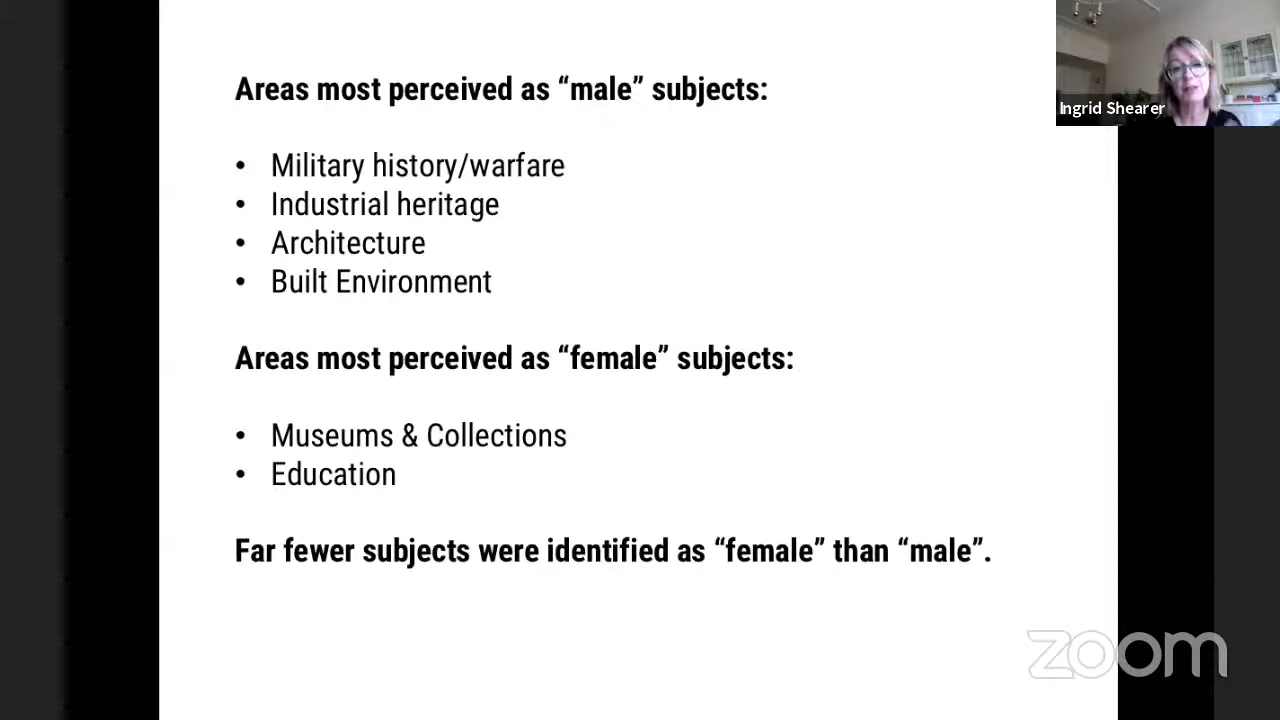 Areas most perceived as “male” subjects:
• Military history/warfare
• Industrial heritage
• Architecture
• Built Environment
Areas most perceived as “female” subjects:
• Museums & Collections
• Education
Far fewer subjects were identified as “female” than “male”.
Ingrid Shearer
zoom